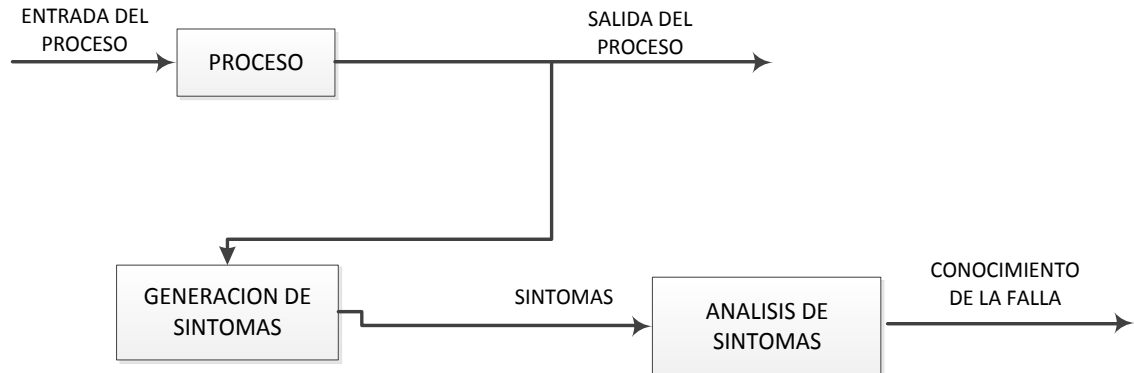 ENTRADA DEL
PROCESO
PROCESO
SALIDA DEL
PROCESO
GENERACION DE
SINTOMAS
SINTOMAS
ANALISIS DE
SINTOMAS
CONOCIMIENTO
DE LA FALLA